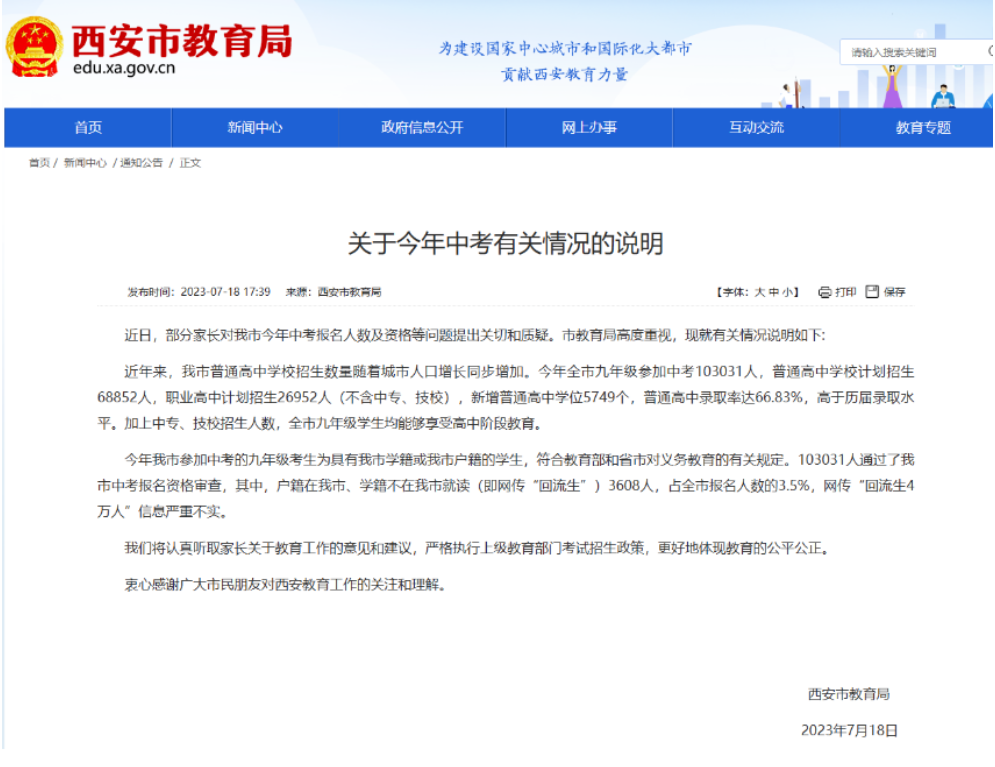 西安市教育局
edu.xa.gov.cn
为建设国家中心城市和国际化大都市
贡献西安教育力量
请输入搜索关键词
首页 新闻中心 政府信息公开 网上办事 互动交流 教育专题
首页 / 新闻中心 / 通知公告 / 正文
关于今年中考有关情况的说明
发布时间：2023-07-18 17:39 来源：西安市教育局 【字体：大 中 小】 打印 保存
近日，部分家长对我市今年中考报名人数及资格等问题提出关切和质疑。市教育局高度重视，现就有关情况说明如下：
近年来，我市普通高中学校招生数量随着城市人口增长同步增加。今年全市九年级参加中考103031人，普通高中学校计划招生
68852人，职业高中计划招生26952人（不含中专、技校），新增普通高中学位5749个，普通高中录取率达66.83%，高于历届录取水
平。加上中专、技校招生人数，全市九年级学生均能够享受高中阶段教育。
今年我市参加中考的九年级考生为具有我市学籍或我市户籍的学生，符合教育部和省市对义务教育的有关规定。103031人通过了我
市中考报名资格审查，其中，户籍在我市、学籍不在我市就读（即网传“回流生”）3608人，占全市报名人数的3.5%，网传“回流生4
万人”信息严重不实。
我们将认真听取家长关于教育工作的意见和建议，严格执行上级教育部门考试招生政策，更好地体现教育的公平公正。
衷心感谢广大市民朋友对西安教育工作的关注和理解。
西安市教育局
2023年7月18日